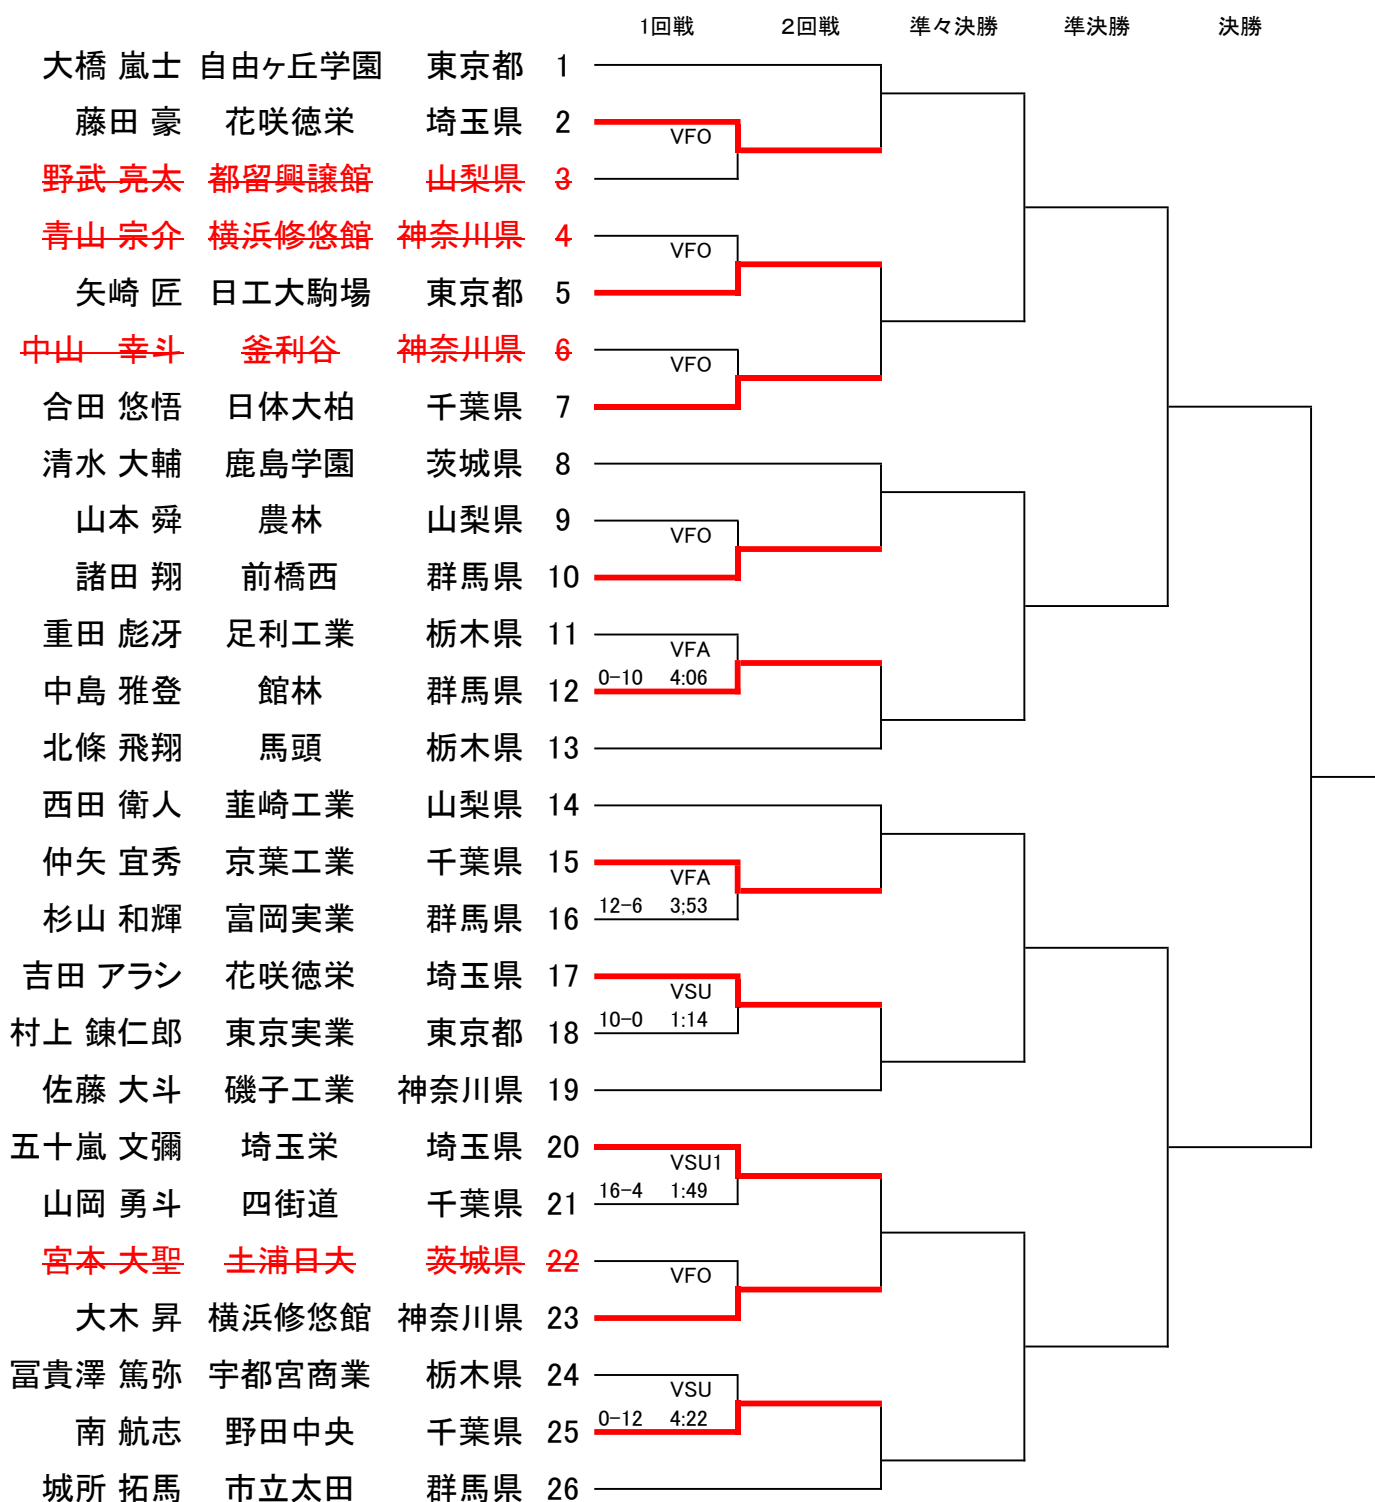 1回戦 2回戦 準々決勝 準決勝 決勝
大橋 嵐士 自由ヶ丘学園 東京都 1
藤田 豪 花咲徳栄 埼玉県 2
VFO
野武 亮太 都留興譲館 山梨県 3
青山 宗介 横浜修悠館 神奈川県 4
VFO
矢崎 匠 日工大駒場 東京都 5
中山 幸斗 釜利谷 神奈川県 6
VFO
合田 悠悟 日体大柏 千葉県 7
清水 大輔 鹿島学園 茨城県 8
山本 舜 農林 山梨県 9
VFO
諸田 翔 前橋西 群馬県 10
重田 彪冴 足利工業 栃木県 11
VFA
0-10 4:06
中島 雅登 館林 群馬県 12
北條 飛翔 馬頭 栃木県 13
西田 衛人 韮崎工業 山梨県 14
仲矢 宜秀 京葉工業 千葉県 15
VFA
12-6 3;53
杉山 和輝 富岡実業 群馬県 16
吉田 アラシ 花咲徳栄 埼玉県 17
VSU
10-0 1:14
村上 錬仁郎 東京実業 東京都 18
佐藤 大斗 磯子工業 神奈川県 19
五十嵐 文彌 埼玉栄 埼玉県 20
VSU1
16-4 1:49
山岡 勇斗 四街道 千葉県 21
宮本 大聖 土浦日大 茨城県 22
VFO
大木 昇 横浜修悠館 神奈川県 23
冨貴澤 篤弥 宇都宮商業 栃木県 24
VSU
0-12 4:22
南 航志 野田中央 千葉県 25
城所 拓馬 市立太田 群馬県 26